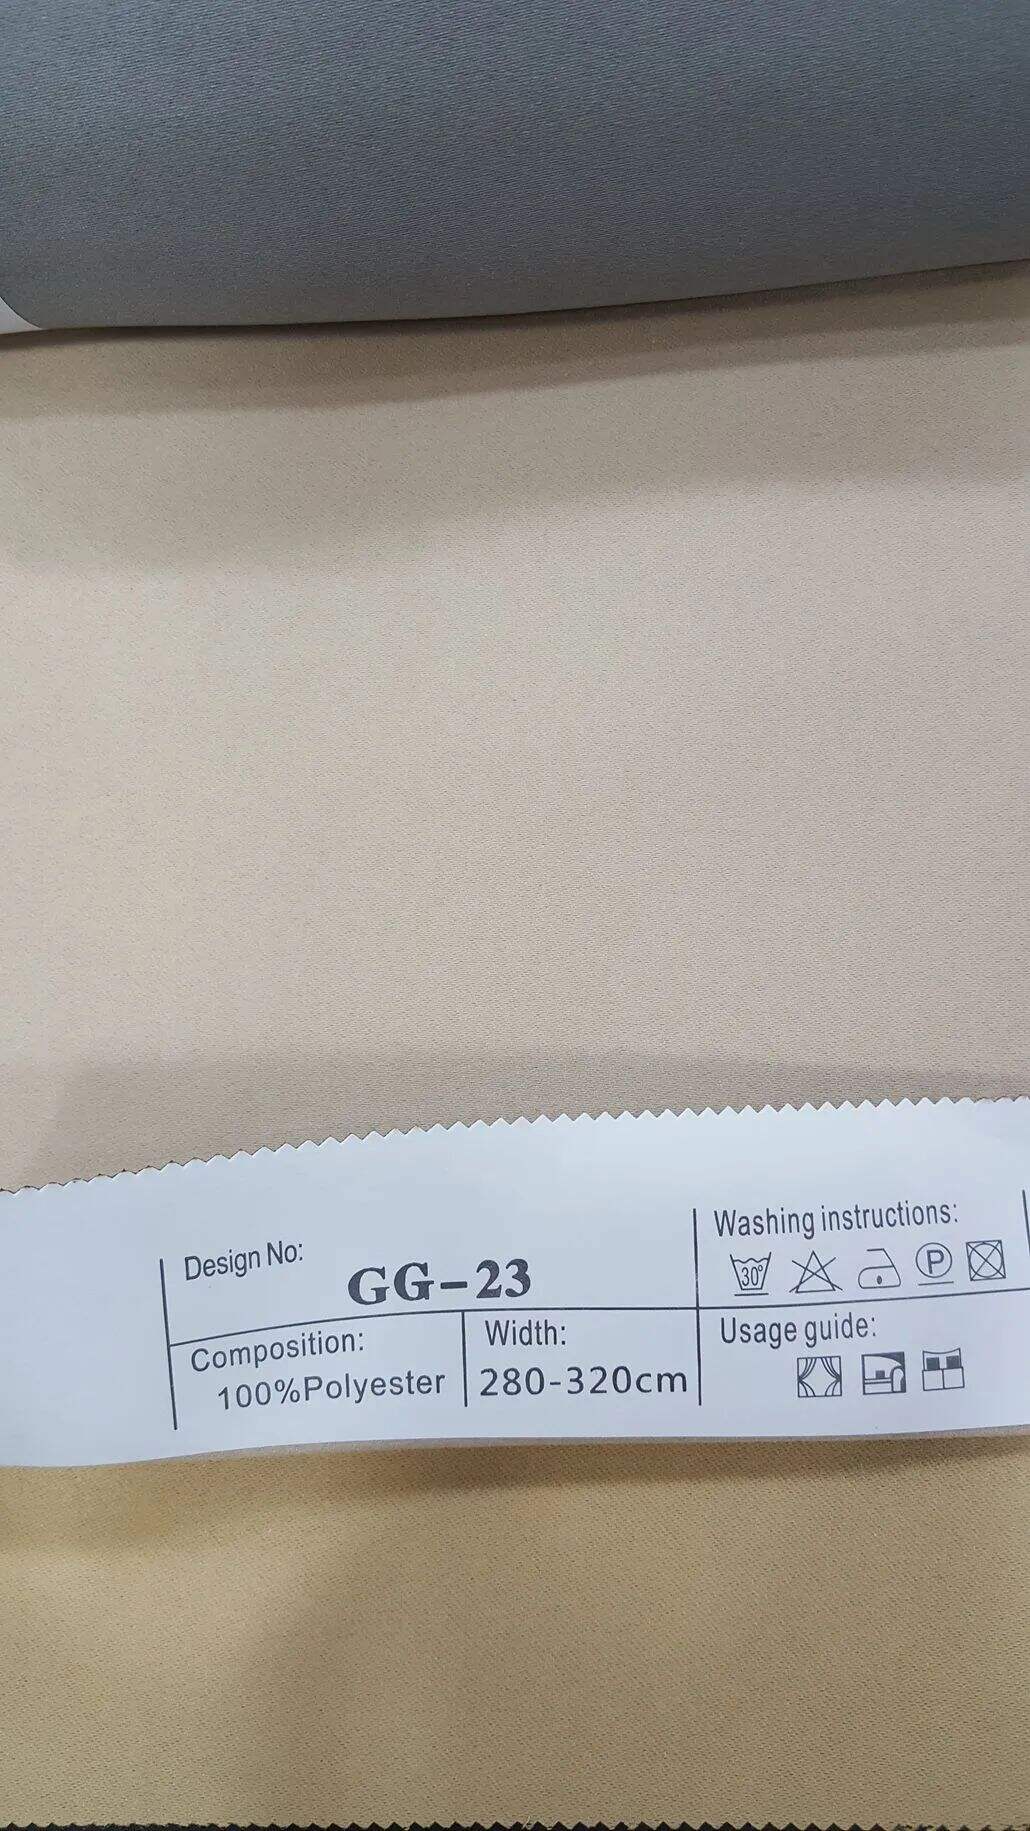 Design No:
GG-23
Composition:
100%Polyester
Width:
280-320cm
Washing instructions:
30°
P
Usage guide: